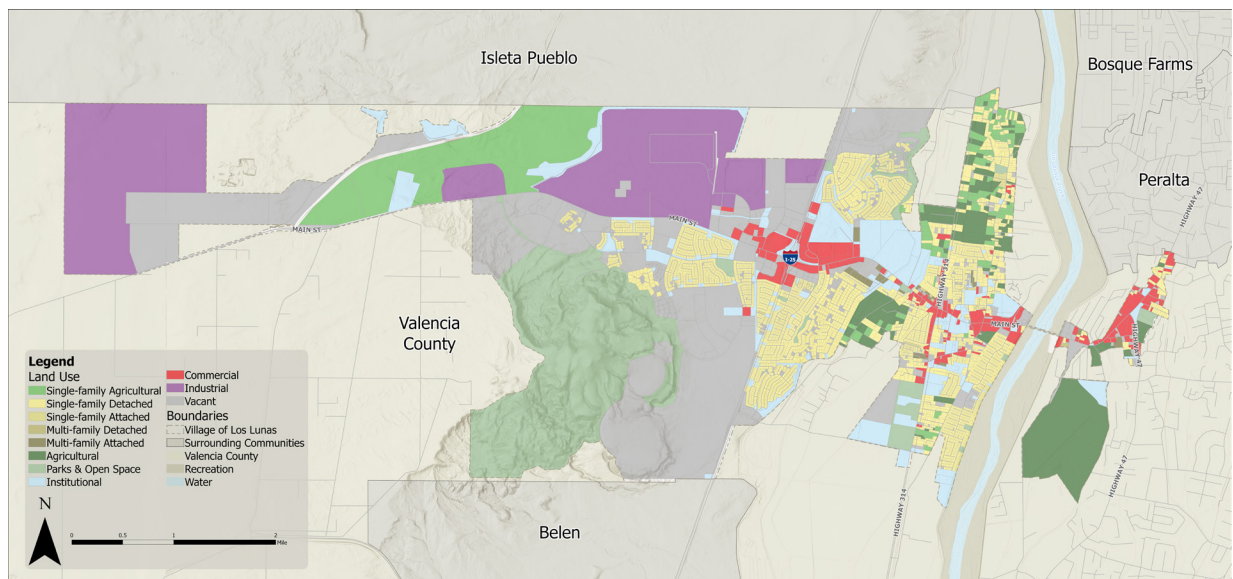 Isleta Pueblo
Bosque Farms
Peralta
HIGHWAY 47
MAIN ST
MAIN ST
I-25
HIGHWAY 314
MAIN ST
HIGHWAY 47
Valencia
County
HIGHWAY 47
HIGHWAY 314
Belen
Legend
Land Use
Single-family Agricultural
Single-family Detached
Single-family Attached
Multi-family Detached
Multi-family Attached
Agricultural
Parks & Open Space
Institutional
Commercial
Industrial
Vacant
Boundaries
Village of Los Lunas
Surrounding Communities
Valencia County
Recreation
Water
N
0 0.5 1 2
Mile